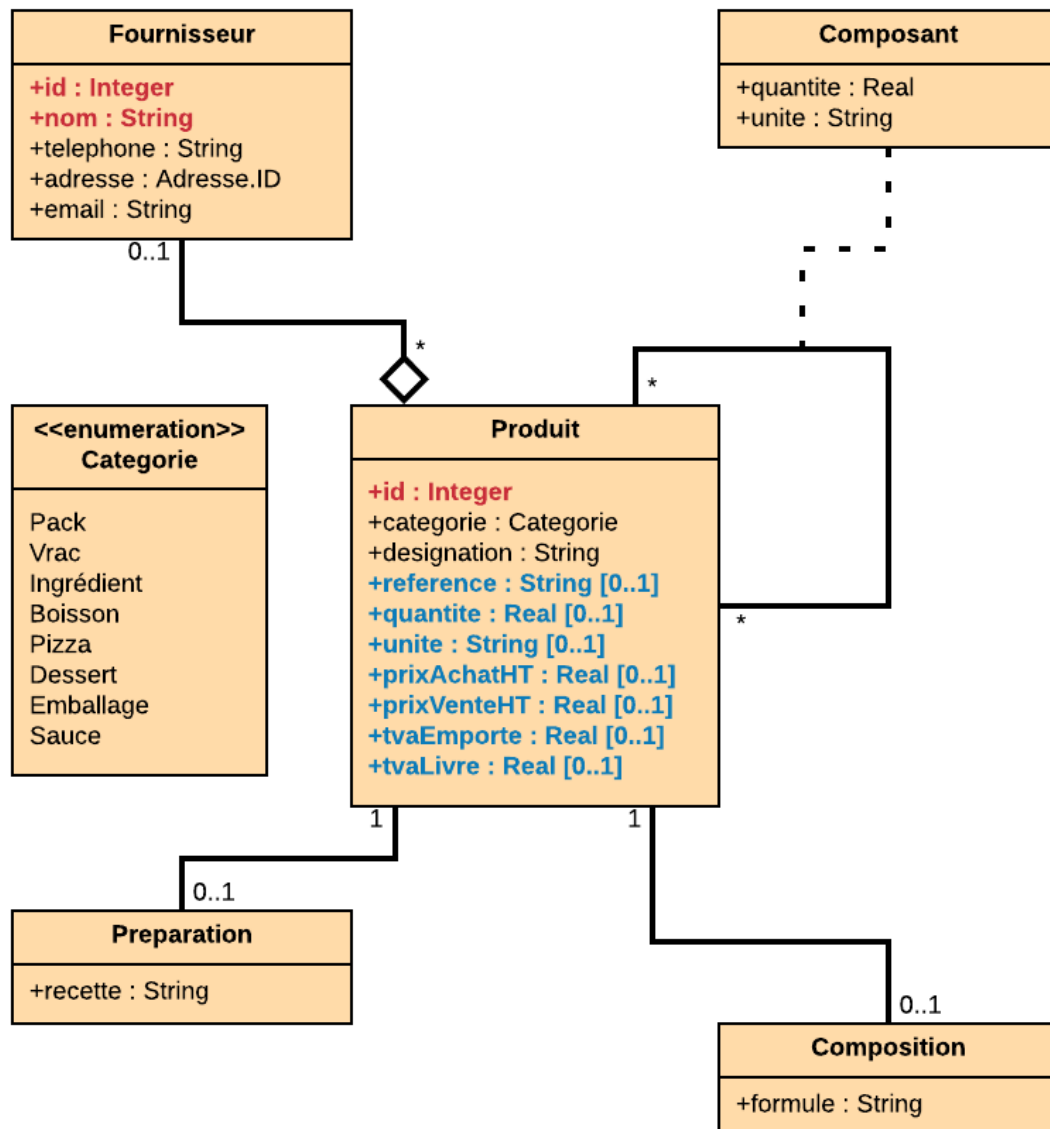 Fournisseur
+id : Integer
+nom : String
+telephone : String
+adresse : Adresse.ID
+email : String
0..1
*
Composant
+quantite : Real
+unite : String
*
*
<<enumeration>>
Categorie
Pack
Vrac
Ingrédient
Boisson
Pizza
Dessert
Emballage
Sauce
Produit
+id : Integer
+categorie : Categorie
+designation : String
+reference : String [0..1]
+quantite : Real [0..1]
+unite : String [0..1]
+prixAchatHT : Real [0..1]
+prixVenteHT : Real [0..1]
+tvaEmporte : Real [0..1]
+tvaLivre : Real [0..1]
1
1
0..1
Preparation
+recette : String
0..1
Composition
+formule : String